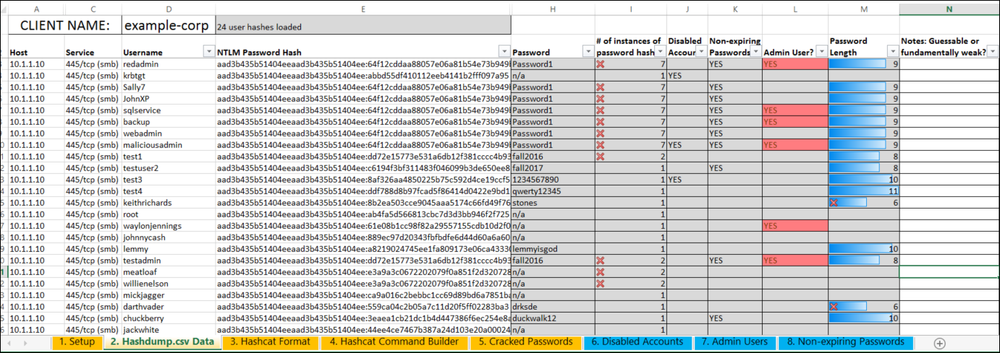 A C D E H I J K L M N
CLIENT NAME: example-corp 24 user hashes loaded
# of instances of Disabled Non-expiring Password Notes: Guessable or
Host Service Username NTLM Password Hash Password password hash Accoun Passwords Admin User? Length fundamentally weak?
10.1.1.10 445/tcp (smb) redadmin aad3b435b51404eeaad3b435b51404ee:64f12cddaa88057e06a81b54e73b949b Password1 7 YES YES 9
10.1.1.10 445/tcp (smb) krbtgt aad3b435b51404eeaad3b435b51404ee:abbd55df410112eeb4141b2fff097a95 n/a 1 YES
10.1.1.10 445/tcp (smb) Sally7 aad3b435b51404eeaad3b435b51404ee:64f12cddaa88057e06a81b54e73b949b Password1 7 YES 9
10.1.1.10 445/tcp (smb) JohnXP aad3b435b51404eeaad3b435b51404ee:64f12cddaa88057e06a81b54e73b949b Password1 7 YES 9
10.1.1.10 445/tcp (smb) sqlservice aad3b435b51404eeaad3b435b51404ee:64f12cddaa88057e06a81b54e73b949b Password1 7 YES YES 9
10.1.1.10 445/tcp (smb) backup aad3b435b51404eeaad3b435b51404ee:64f12cddaa88057e06a81b54e73b949b Password1 7 YES YES 9
10.1.1.10 445/tcp (smb) webadmin aad3b435b51404eeaad3b435b51404ee:64f12cddaa88057e06a81b54e73b949b Password1 7 YES 9
10.1.1.10 445/tcp (smb) maliciousadmin aad3b435b51404eeaad3b435b51404ee:64f12cddaa88057e06a81b54e73b949b Password1 7 YES YES YES 9
10.1.1.10 445/tcp (smb) test1 aad3b435b51404eeaad3b435b51404ee:dd72e15773e531a6db12f381cccc4b93 fall2016 2 8
10.1.1.10 445/tcp (smb) testuser2 aad3b435b51404eeaad3b435b51404ee:c6194f3bf311483f046099b3de650ee8 fall2017 1 YES 8
10.1.1.10 445/tcp (smb) test3 aad3b435b51404eeaad3b435b51404ee:8af326aa4850225b75c592d4ce19ccf5 1234567890 1 YES 10
10.1.1.10 445/tcp (smb) test4 aad3b435b51404eeaad3b435b51404ee:ddf788d8b97fcad5f86414d0422e9bd1 qwerty12345 1 11
10.1.1.10 445/tcp (smb) keithrichards aad3b435b51404eeaad3b435b51404ee:8b2ea503cce9045aaa5174c66fd49f76 stones 1 6
10.1.1.10 445/tcp (smb) root aad3b435b51404eeaad3b435b51404ee:ab4fa5d566813cbc7d3d3bb946f2f725 n/a 1
10.1.1.10 445/tcp (smb) waylonjennings aad3b435b51404eeaad3b435b51404ee:61e08b1cc98f82a29557155cdb10d2f0 n/a 1 YES
10.1.1.10 445/tcp (smb) johnnycash aad3b435b51404eeaad3b435b51404ee:889ec97d20343fbfbdfe6d44d60a6a60 n/a 1
10.1.1.10 445/tcp (smb) lemmy aad3b435b51404eeaad3b435b51404ee:a8219024745ee1fa809173e06ca43330 lemmyisgod 1 10
10.1.1.10 445/tcp (smb) testadmin aad3b435b51404eeaad3b435b51404ee:dd72e15773e531a6db12f381cccc4b93 fall2016 2 YES YES 8
10.1.1.10 445/tcp (smb) meatloaf aad3b435b51404eeaad3b435b51404ee:e3a9a3c0672202079f0a851f2d320728 n/a 2
10.1.1.10 445/tcp (smb) willienelson aad3b435b51404eeaad3b435b51404ee:e3a9a3c0672202079f0a851f2d320728 n/a 2
10.1.1.10 445/tcp (smb) mickjagger aad3b435b51404eeaad3b435b51404ee:ca9a016c2bebbc1cc69d89bd6a7851ba n/a 1
10.1.1.10 445/tcp (smb) darthvader aad3b435b51404eeaad3b435b51404ee:559ca04c2b05a7c11d20f5ff02283ba3 drksde 1 6
10.1.1.10 445/tcp (smb) chuckberry aad3b435b51404eeaad3b435b51404ee:3eaea1cb21dc1b4d447386f6ec254e8a duckwalk12 1 YES 10
10.1.1.10 445/tcp (smb) jackwhite aad3b435b51404eeaad3b435b51404ee:44ee4ce7467b387a24d103e20a00024 n/a 1
1. Setup 2. Hashdump.csv Data 3. Hashcat Format 4. Hashcat Command Builder 5. Cracked Passwords 6. Disabled Accounts 7. Admin Users 8. Non-expiring Passwords